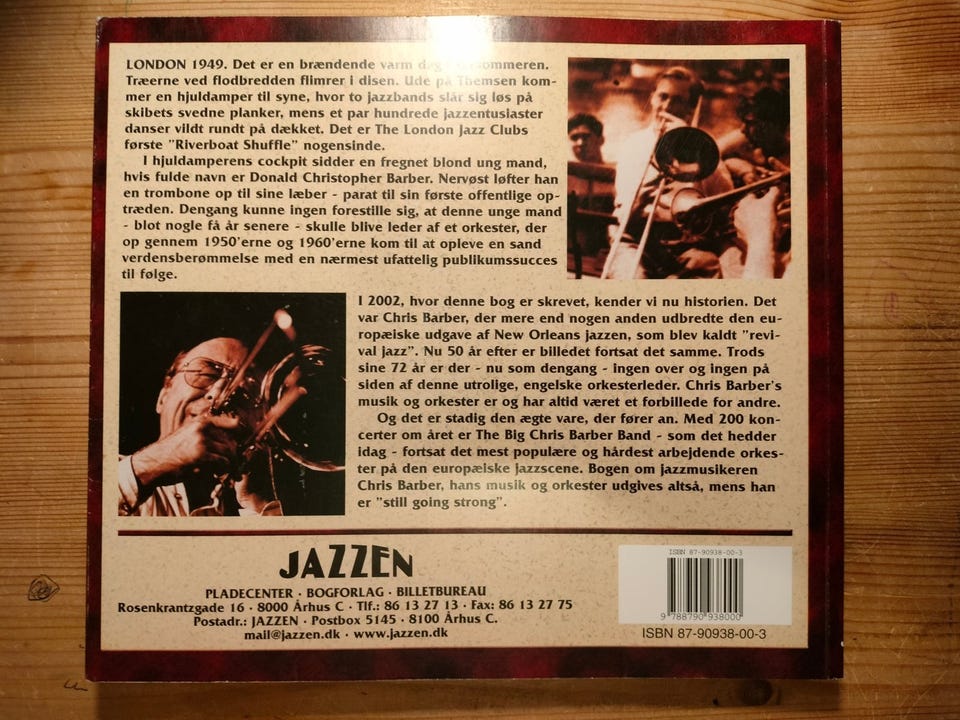 LONDON 1949. Det er en brændende varm dag i forsommeren.
Træerne ved flodbredden flimrer i disen. Ude på Themsen kom-
mer en hjuldamper til syne, hvor to jazzbands slår sig løs på
skibets svedne planker, mens et par hundrede jazzentusiaster
danser vildt rundt på dækket. Det er The London Jazz Clubs
første "Riverboat Shuffle" nogensinde.
I hjuldamperens cockpit sidder en fregnet blond ung mand,
hvis fulde navn er Donald Christopher Barber. Nervøst løfter han
en trombone op til sine læber - parat til sin første offentlige op-
træden. Dengang kunne ingen forestille sig, at denne unge mand
- blot nogle få år senere - skulle blive leder af et orkester, der
op gennem 1950'erne og 1960'erne kom til at opleve en sand
verdensberømmelse med en nærmest ufattelig publikumssucces
til følge.
I 2002, hvor denne bog er skrevet, kender vi nu historien. Det
var Chris Barber, der mere end nogen anden udbredte den eu-
ropæiske udgave af New Orleans jazzen, som blev kaldt "revi-
val jazz". Nu 50 år efter er billedet fortsat det samme. Trods
sine 72 år er der - nu som dengang - ingen over og ingen på
siden af denne utrolige, engelske orkesterleder. Chris Barber's
musik og orkester er og har altid været et forbillede for andre.
Og det er stadig den ægte vare, der fører an. Med 200 kon-
certer om året er The Big Chris Barber Band - som det hedder
idag - fortsat det mest populære og hårdest arbejdende orkes-
ter på den europæiske jazzscene. Bogen om jazzmusikeren
Chris Barber, hans musik og orkester udgives altså, mens han
er "still going strong".
JAZZEN
PLADECENTER · BOGFORLAG · BILLETBUREAU
Rosenkrantzgade 16 · 8000 Århus C · Tlf.: 86 13 27 13 · Fax: 86 13 27 75
Postadr.: JAZZEN · Postbox 5145 · 8100 Århus C.
mail@jazzen.dk · www.jazzen.dk
ISBN 87-90938-00-3
9 788790 938000
ISBN 87-90938-00-3